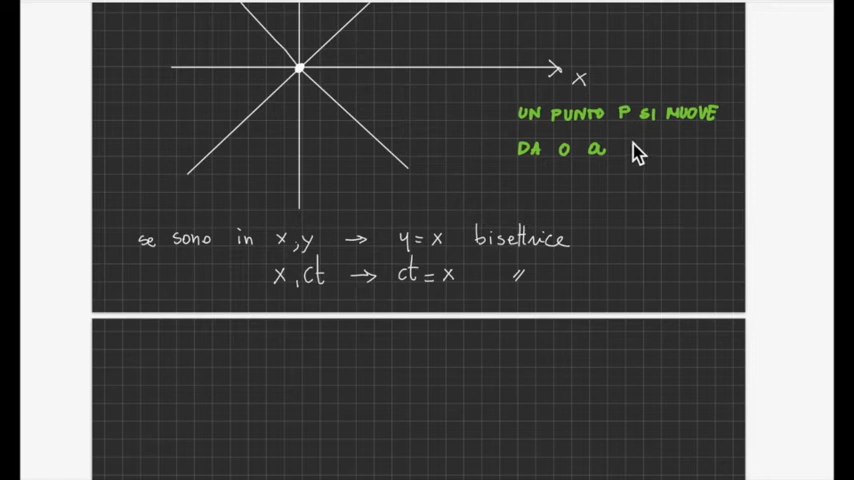 x
UN PUNTO P SI MUOVE
DA O a
se sono in x,y → y=x bisettrice
x,ct → ct=x //